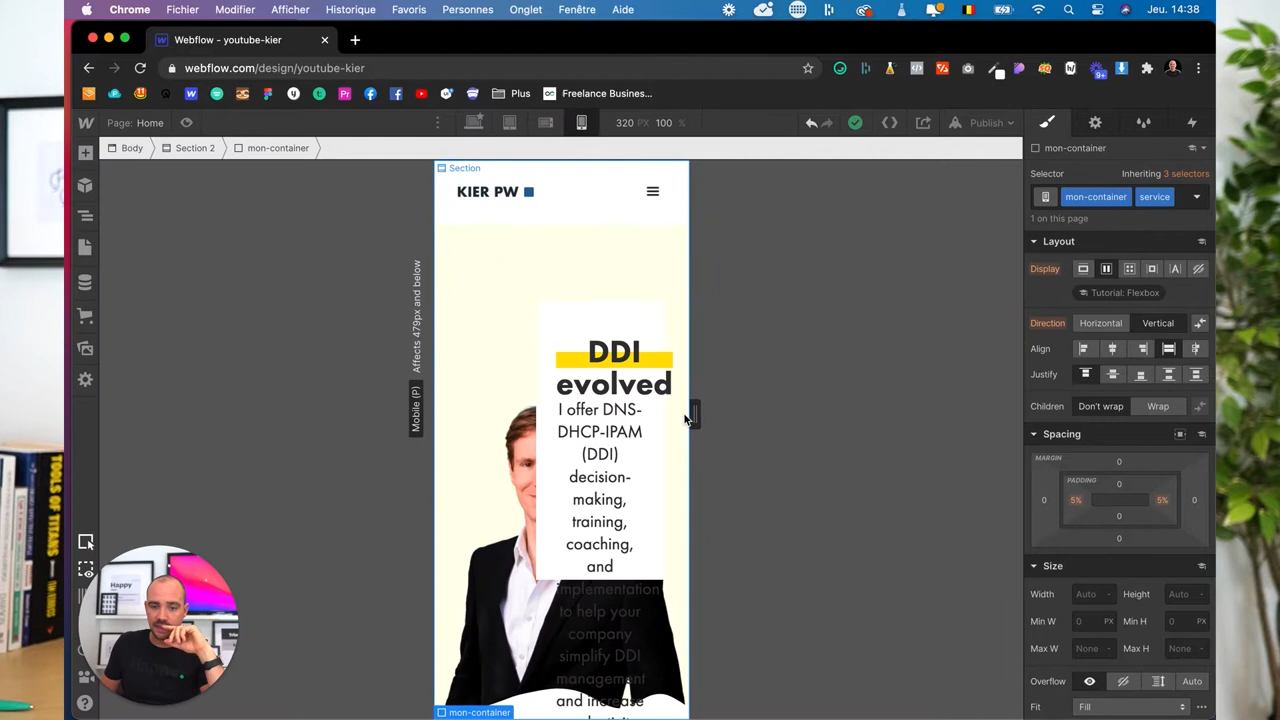 Chrome Fichier Modifier Afficher Historique Favoris Personnes Onglet Fenêtre Aide Jeu. 14:38
Webflow - youtube-kier
webflow.com/design/youtube-kier
9+
Plus Freelance Busines...
Page: Home 320 PX 100 % Publish
Body Section 2 mon-container
mon-container
Section
Selector Inheriting 3 selectors
KIER PW
mon-container service
1 on this page
Layout
Display
Tutorial: Flexbox
Direction Horizontal Vertical
Align
Justify
Children Don't wrap Wrap
Spacing
MARGIN
0
PADDING
0
0 5% 5% 0
0
0
Size
Width Auto - Height Auto -
Min W 0 PX Min H 0 PX
Max W None - Max H None -
Overflow Auto
Fit Fill
Affects 479px and below
Mobile (P)
DDI
evolved
I offer DNS-
DHCP-IPAM
(DDI)
decision-
making,
training,
coaching,
and
implementation
to help your
company
simplify DDI
management
and increase
mon-container
TOOLS OF TITANS
Happy